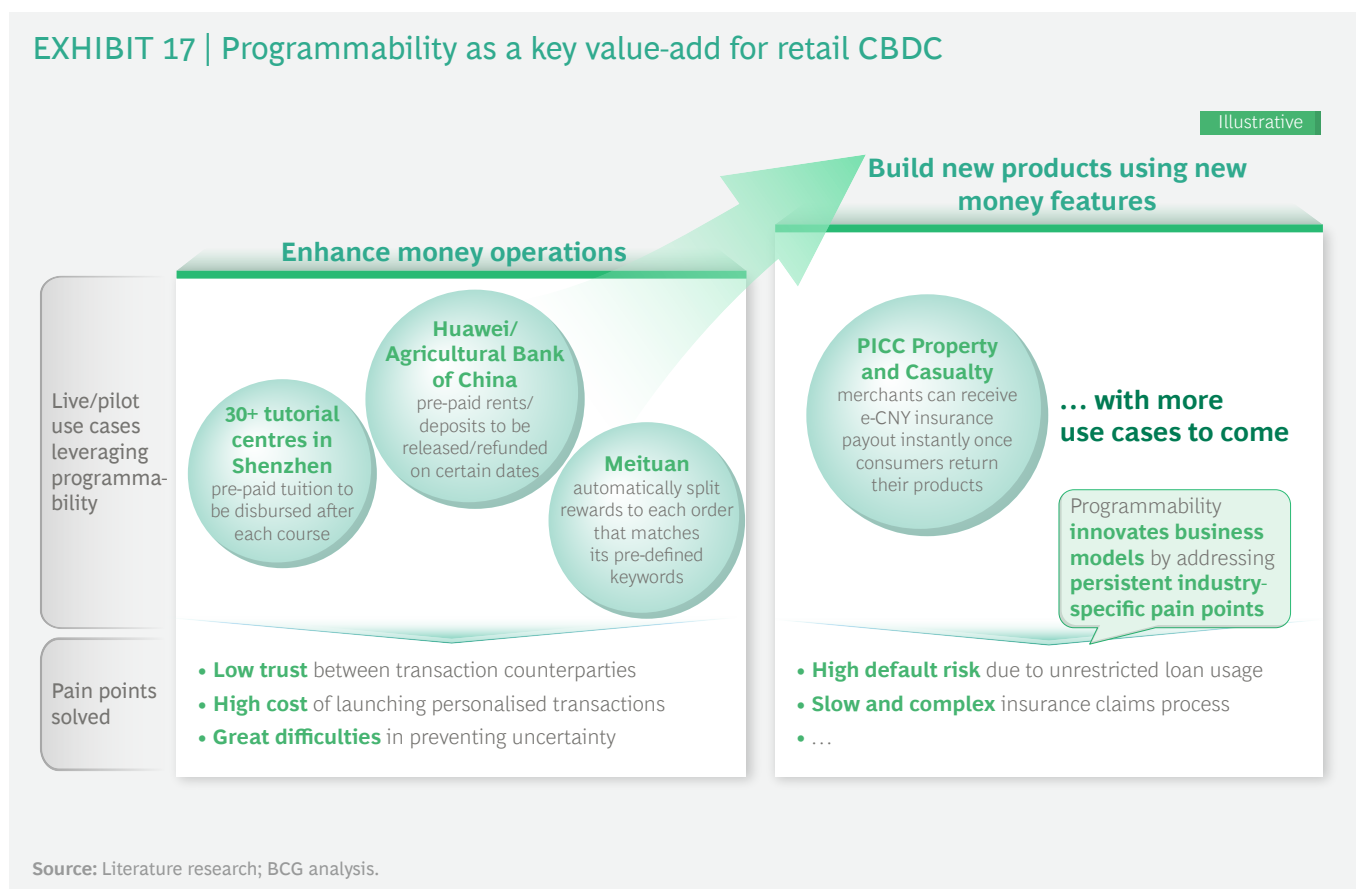 EXHIBIT 17 | Programmability as a key value-add for retail CBDC
Illustrative
Enhance money operations
Build new products using new
money features
Live/pilot
use cases
leveraging
programma-
bility
30+ tutorial
centres in
Shenzhen
pre-paid tuition to
be disbursed after
each course
Huawei/
Agricultural Bank
of China
pre-paid rents/
deposits to be
released/refunded
on certain dates
Meituan
automatically split
rewards to each order
that matches
its pre-defined
keywords
PICC Property
and Casualty
merchants can receive
e-CNY insurance
payout instantly once
consumers return
their products
... with more
use cases to come
Programmability
innovates business
models by addressing
persistent industry-
specific pain points
Pain points
solved
• Low trust between transaction counterparties
• High cost of launching personalised transactions
• Great difficulties in preventing uncertainty
• High default risk due to unrestricted loan usage
• Slow and complex insurance claims process
• ...
Source: Literature research; BCG analysis.